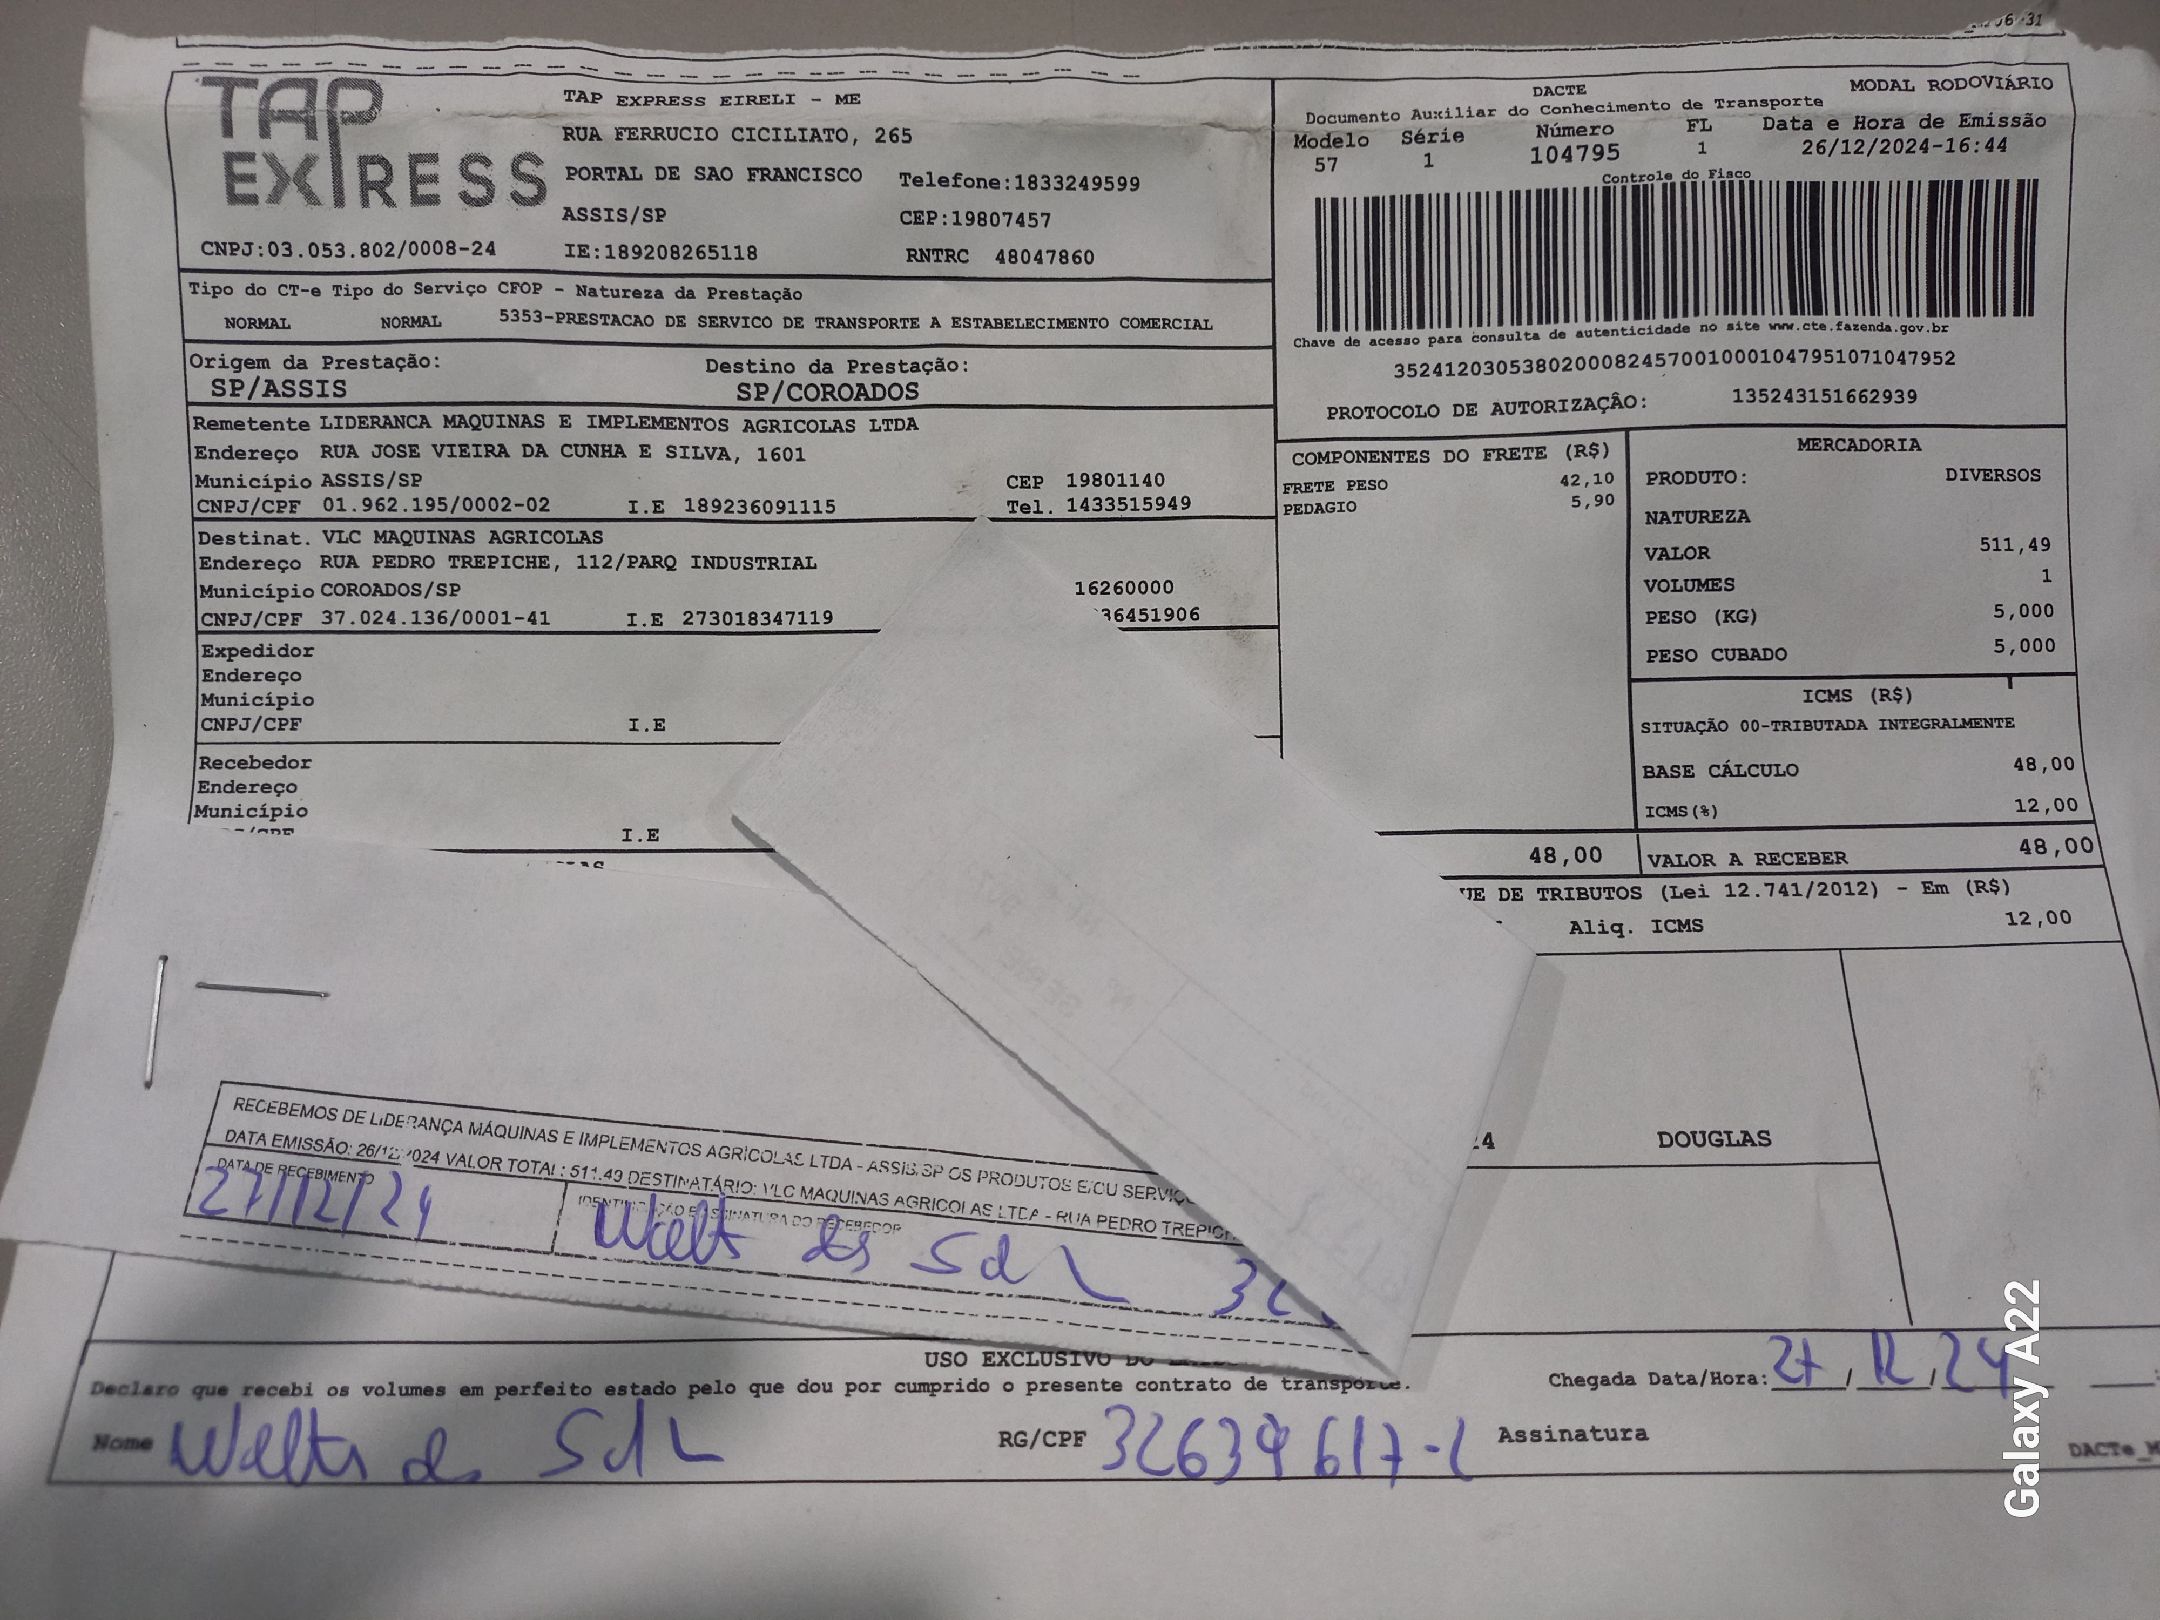 TAP EXPRESS
TAP EXPRESS EIRELI - ME
RUA FERRUCIO CICILIATO, 265
PORTAL DE SAO FRANCISCO Telefone:1833249599
ASSIS/SP CEP:19807457
CNPJ:03.053.802/0008-24 IE:189208265118 RNTRC 48047860
DACTE MODAL RODOVIÁRIO
Documento Auxiliar do Conhecimento de Transporte
Modelo Série Número FL Data e Hora de Emissão
57 1 104795 1 26/12/2024-16:44
Controle do Fisco
Chave de acesso para consulta de autenticidade no site www.cte.fazenda.gov.br
35241203053802000824570010001047951071047952
PROTOCOLO DE AUTORIZAÇÂO: 135243151662939
Tipo do CT-e Tipo do Serviço CFOP - Natureza da Prestação
NORMAL NORMAL 5353-PRESTACAO DE SERVICO DE TRANSPORTE A ESTABELECIMENTO COMERCIAL
Origem da Prestação: Destino da Prestação:
SP/ASSIS SP/COROADOS
Remetente LIDERANCA MAQUINAS E IMPLEMENTOS AGRICOLAS LTDA
Endereço RUA JOSE VIEIRA DA CUNHA E SILVA, 1601
Município ASSIS/SP CEP 19801140
CNPJ/CPF 01.962.195/0002-02 I.E 189236091115 Tel. 1433515949
Destinat. VLC MAQUINAS AGRICOLAS
Endereço RUA PEDRO TREPICHE, 112/PARQ INDUSTRIAL
Município COROADOS/SP 16260000
CNPJ/CPF 37.024.136/0001-41 I.E 273018347119 36451906
Expedidor
Endereço
Município
CNPJ/CPF I.E
Recebedor
Endereço
Município
I.E
COMPONENTES DO FRETE (R$)
FRETE PESO 42,10
PEDAGIO 5,90
MERCADORIA
PRODUTO: DIVERSOS
NATUREZA
VALOR 511,49
VOLUMES 1
PESO (KG) 5,000
PESO CUBADO 5,000
ICMS (R$)
SITUAÇÃO 00-TRIBUTADA INTEGRALMENTE
BASE CÁLCULO 48,00
ICMS(%) 12,00
48,00 VALOR A RECEBER 48,00
DE TRIBUTOS (Lei 12.741/2012) - Em (R$)
Aliq. ICMS 12,00
24 DOUGLAS
RECEBEMOS DE LIDERANÇA MÁQUINAS E IMPLEMENTOS AGRICOLAS LTDA - ASSIS/SP OS PRODUTOS E/OU
DATA EMISSÃO: 26/12/2024 VALOR TOTAL: 511.49 DESTINATÁRIO: VLC MAQUINAS AGRICOLAS LTDA - RUA PEDRO
DATA DE RECEBIMENTO IDENTIFICAÇÃO E ASSINATURA DO RECEBEDOR
27/12/24
USO EXCLUSIVO DO
Declaro que recebi os volumes em perfeito estado pelo que dou por cumprido o presente contrato de transporte. Chegada Data/Hora: 27/12/24
Nome RG/CPF Assinatura
Galaxy A22